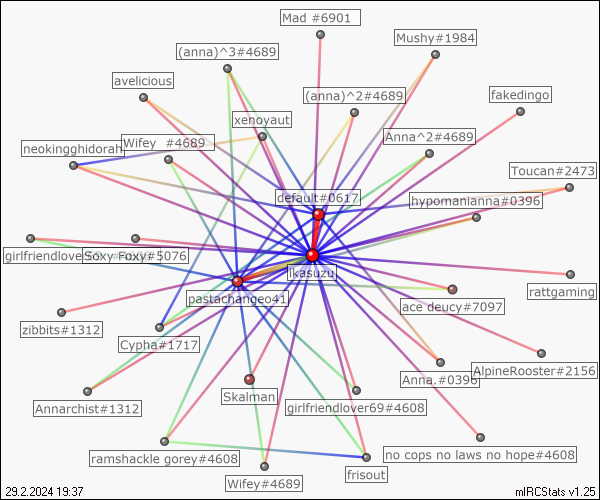 Mad #6901
Mushy#1984
(anna)^3#4689
avelicious
(anna)^2#4689
fakedingo
xenoyaut
Anna^2#4689
Wifey #4689
neokingghidorah
Toucan#2473
default#0617
hypomanianna#0396
girlfriendlove
Soxy Foxy#5076
ikasuzu
rattgaming
pastachangeo41
ace deucy#7097
zibbits#1312
Cypha#1717
AlpineRooster#2156
Anna.#0396
Skalman
Annarchist#1312
girlfriendlover69#4608
no cops no laws no hope#4608
ramshackle gorey#4608
frisout
Wifey#4689
29.2.2024 19:37
mIRCStats v1.25